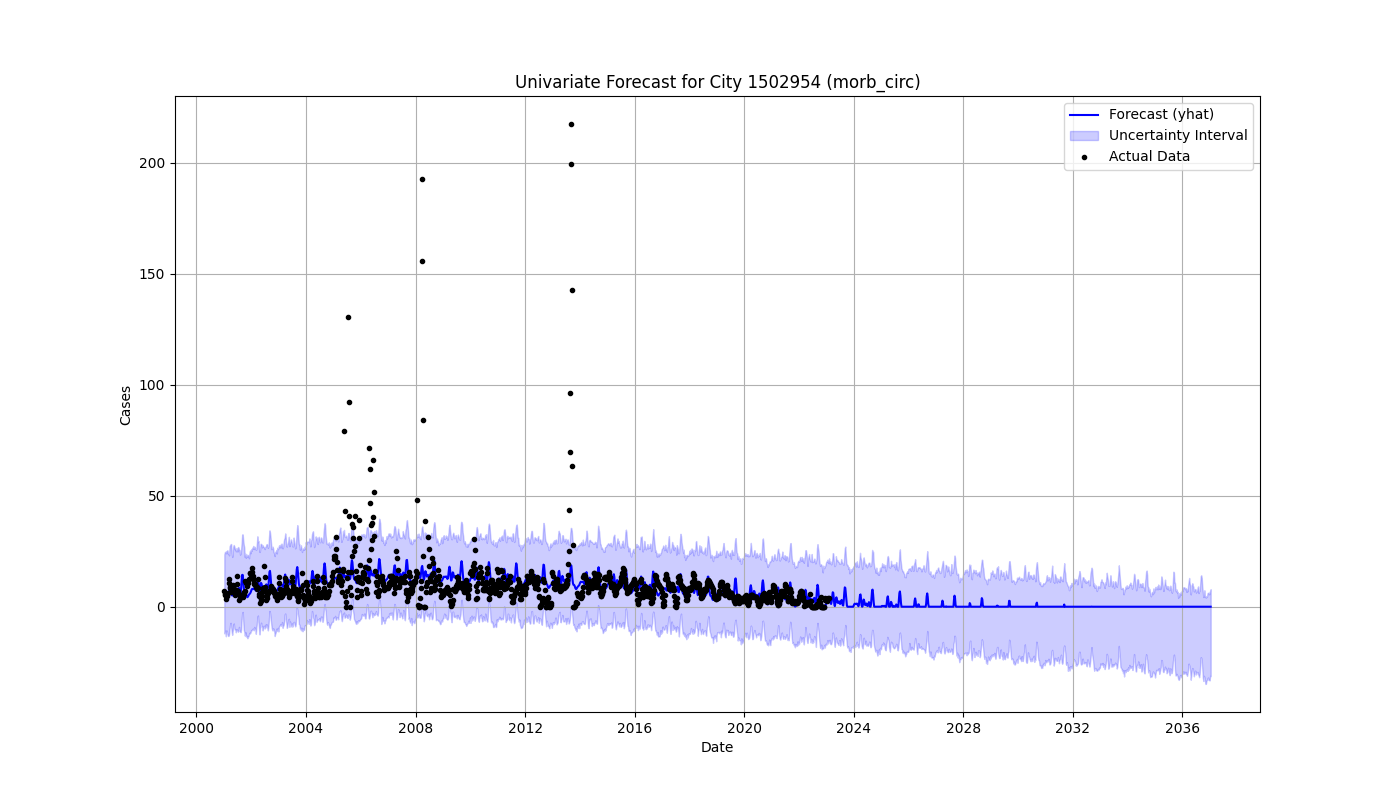 Univariate Forecast for City 1502954 (morb_circ)
Forecast (yhat)
Uncertainty Interval
Actual Data
Cases
200
150
100
50
0
2000 2004 2008 2012 2016 2020 2024 2028 2032 2036
Date